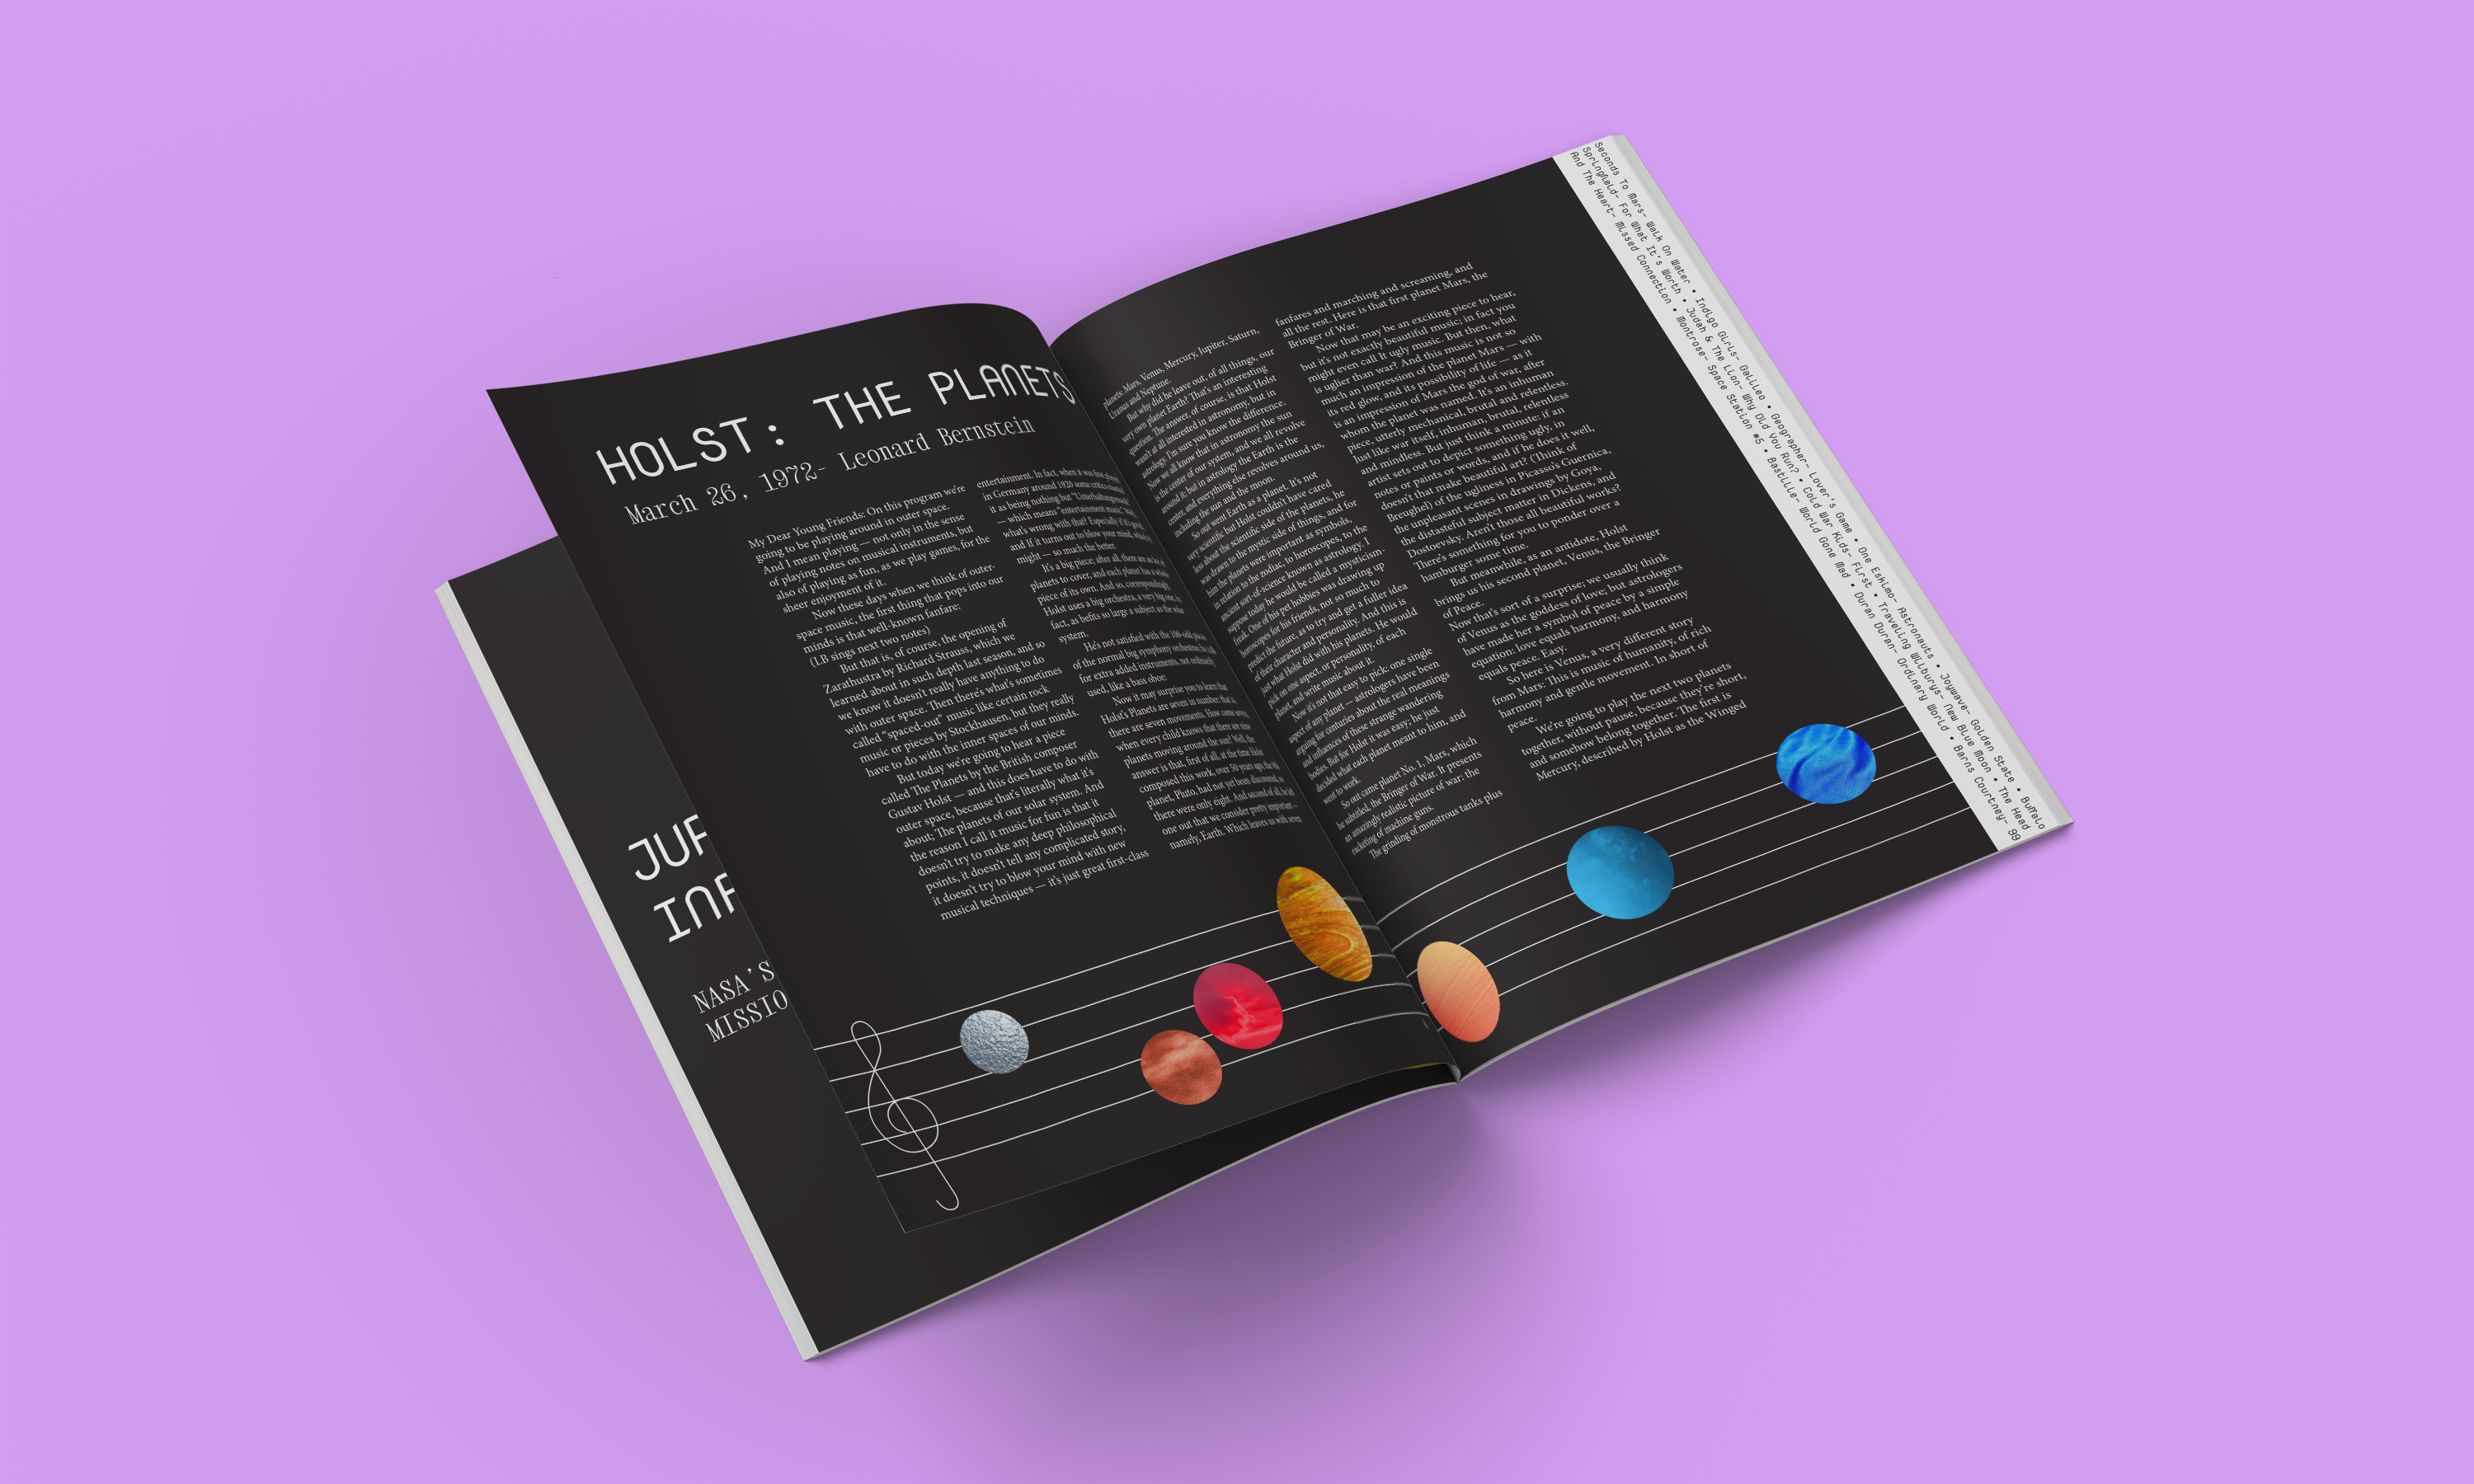 HOLST: THE PLANETS
March 26, 1972- Leonard Bernstein
My Dear Young Friends: On this program we're
going to be playing around in outer space.
And I mean playing — not only in the sense
of playing notes on musical instruments, but
also of playing as fun, as we play games, for the
sheer enjoyment of it.
Now these days when we think of outer-
space music, the first thing that pops into our
minds is that well-known fanfare:
(LB sings next two notes)
But that is, of course, the opening of
Zarathustra by Richard Strauss, which we
learned about in such depth last season, and so
we know it doesn't really have anything to do
with outer space. Then there's what's sometimes
called "spaced-out" music like certain rock
music or pieces by Stockhausen, but they really
have to do with the inner spaces of our minds.
But today we're going to hear a piece
called The Planets by the British composer
Gustav Holst — and this does have to do with
outer space, because that's literally what it's
about; The planets of our solar system. And
the reason I call it music for fun is that it
doesn't try to make any deep philosophical
points, it doesn't tell any complicated story,
it doesn't try to blow your mind with new
musical techniques — it's just great first-class
entertainment. In fact, when it was first
in Germany around 1920 some critics
it as being nothing but "
— which means "entertainment music."
what's wrong with that? Especially if it's
and if it turns out to blow your mind,
might — so much the better.
It's a big piece; after all, there are
planets to cover, and each planet has a
piece of its own. And so, correspondingly
Holst uses a big orchestra, a very big one, in
fact, as befits so large a subject as the solar
system.
He's not satisfied with the 100-odd
of the normal big symphony orchestra;
for extra added instruments, not ordinarily
used, like a bass oboe:
Now it may surprise you to learn that
Holst's Planets are seven in number; that is
there are seven movements. How come seven
when every child knows that there are nine
planets moving around the sun? Well, the
answer is that, first of all, at the time Holst
composed this work, over 50 years ago, the
planet, Pluto, had not yet been discovered, so
there were only eight. And second of all, he left
one out that we consider pretty important —
namely, Earth. Which leaves us with seven
planets: Mars, Venus, Mercury, Jupiter, Saturn,
Uranus and Neptune.
But why did he leave out, of all things, our
very own planet Earth? That's an interesting
question. The answer, of course, is that Holst
wasn't at all interested in astronomy, but in
astrology. I'm sure you know the difference.
Now we all know that in astronomy the sun
is the center of our system, and we all revolve
around it; but in astrology the Earth is the
center, and everything else revolves around us,
including the sun and the moon.
So out went Earth as a planet. It's not
very scientific, but Holst couldn't have cared
less about the scientific side of the planets, he
was drawn to the mystic side of things, and for
him the planets were important as symbols,
in relation to the zodiac, to horoscopes, to the
ancient sort-of-science known as astrology. I
suppose today he would be called a mysticism-
freak. One of his pet hobbies was drawing up
horoscopes for his friends, not so much to
predict the future as to try and get a fuller idea
of their character and personality. And this is
just what Holst did with his planets. He would
pick on one aspect, or personality, of each
planet, and write music about it.
Now it's not that easy to pick: one single
aspect of any planet — astrologers have been
arguing for centuries about the real meanings
and influences of these strange wandering
bodies. But for Holst it was easy; he just
decided what each planet meant to him, and
went to work.
So out came planet No. 1, Mars, which
he subtitled, the Bringer of War. It presents
an amazingly realistic picture of war: the
racketing of machine guns.
The grinding of monstrous tanks plus
fanfares and marching and screaming, and
all the rest. Here is that first planet Mars, the
Bringer of War.
Now that may be an exciting piece to hear,
but it's not exactly beautiful music; in fact you
might even call It ugly music. But then, what
is uglier than war? And this music is not so
much an impression of the planet Mars — with
its red glow, and its possibility of life — as it
is an impression of Mars the god of war, after
whom the planet was named. It's an inhuman
piece, utterly mechanical, brutal and relentless.
Just like war itself, inhuman, brutal, relentless
and mindless. But just think a minute: if an
artist sets out to depict something ugly, in
notes or paints or words, and if he does it well,
doesn't that make beautiful art? (Think of
Breughel) of the ugliness in Picasso's Guernica,
the unpleasant scenes in drawings by Goya,
the distasteful subject matter in Dickens, and
Dostoevsky. Aren't those all beautiful works?
There's something for you to ponder over a
hamburger some time.
But meanwhile, as an antidote, Holst
brings us his second planet, Venus, the Bringer
of Peace.
Now that's sort of a surprise; we usually think
of Venus as the goddess of love; but astrologers
have made her a symbol of peace by a simple
equation: love equals harmony, and harmony
equals peace. Easy.
So here is Venus, a very different story
from Mars: This is music of humanity, of rich
harmony and gentle movement. In short of
peace.
We're going to play the next two planets
together, without pause, because they're short,
and somehow belong together. The first is
Mercury, described by Holst as the Winged
Seconds To Mars- Walk On Water • Indigo Girls- Galileo • Geographer- Lover's Game • One Eskimo- Astronauts • Joywave- Golden State • Buffalo
Springfield- For What It's Worth • Judah & The Lion- Why Did You Run? • Cold War Kids- First • Traveling Wilburys- New Blue Moon • The Head
And The Heart- Missed Connection • Montrose- Space Station #5 • Bastille- World Gone Mad • Duran Duran- Ordinary World • Barns Courtney- 99
JUP
INF
NASA'S
MISSIO